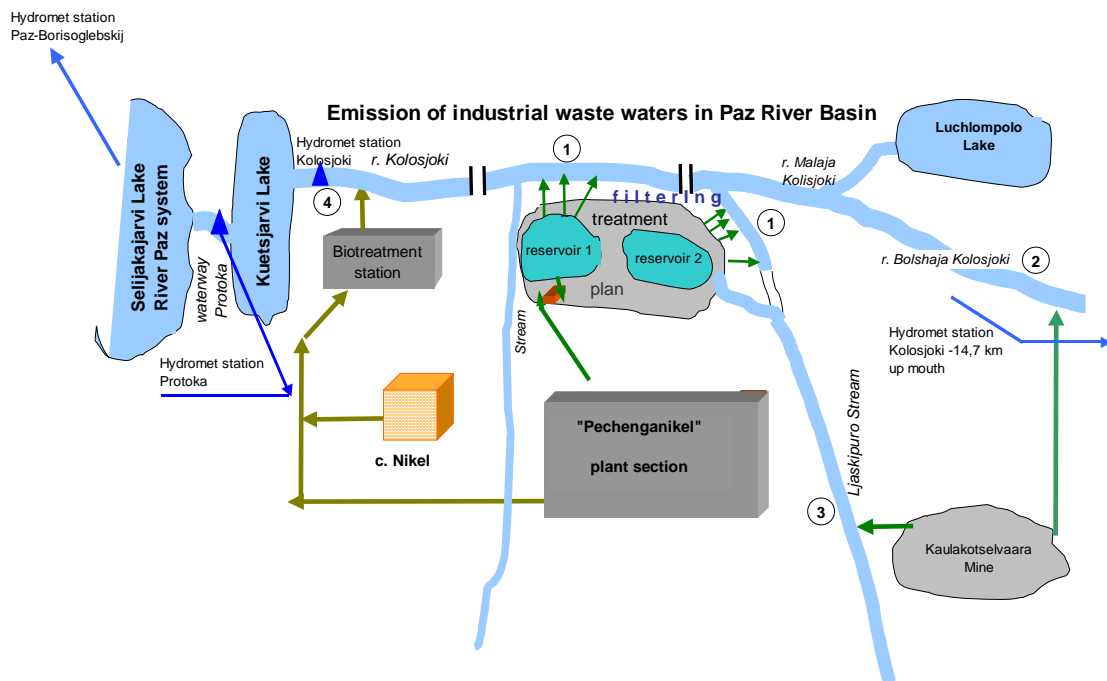 Hydromet station
Paz-Borisoglebskij
Emission of industrial waste waters in Paz River Basin
Selijakajarvi Lake
River Paz system
waterway
Protoka
Kuetsjarvi Lake
Hydromet station
Kolosjoki
r. Kolosjoki
4
1
filterIng
treatment
reservoir 1
reservoir 2
plan
1
r. Malaja
Kolisjoki
Luchlompolo
Lake
r. Bolshaja Kolosjoki
2
Biotreatment
station
Stream
Hydromet station
Kolosjoki -14,7 km
up mouth
Hydromet station
Protoka
c. Nikel
"Pechenganikel"
plant section
Ljaskipuro Stream
3
Kaulakotselvaara
Mine